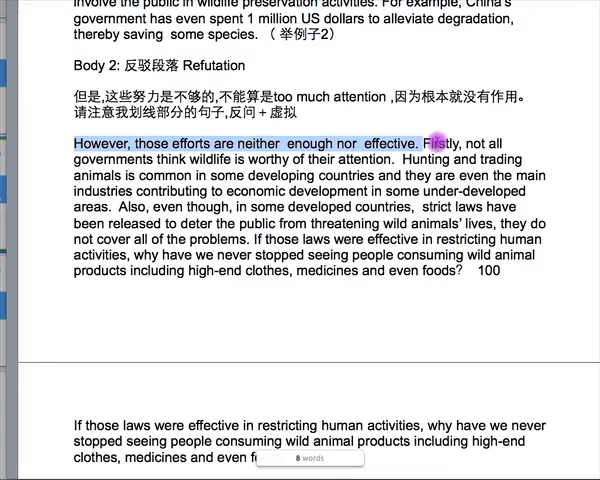 involve the public in wildlife preservation activities. For example, China's
government has even spent 1 million US dollars to alleviate degradation,
thereby saving some species. （ 举例子2）
Body 2: 反驳段落 Refutation
但是,这些努力是不够的,不能算是too much attention ,因为根本就没有作用。
请注意我划线部分的句子,反问＋虚拟
However, those efforts are neither enough nor effective. Firstly, not all
governments think wildlife is worthy of their attention. Hunting and trading
animals is common in some developing countries and they are even the main
industries contributing to economic development in some under-developed
areas. Also, even though, in some developed countries, strict laws have
been released to deter the public from threatening wild animals' lives, they do
not cover all of the problems. If those laws were effective in restricting human
activities, why have we never stopped seeing people consuming wild animal
products including high-end clothes, medicines and even foods? 100
If those laws were effective in restricting human activities, why have we never
stopped seeing people consuming wild animal products including high-end
clothes, medicines and even
8 words